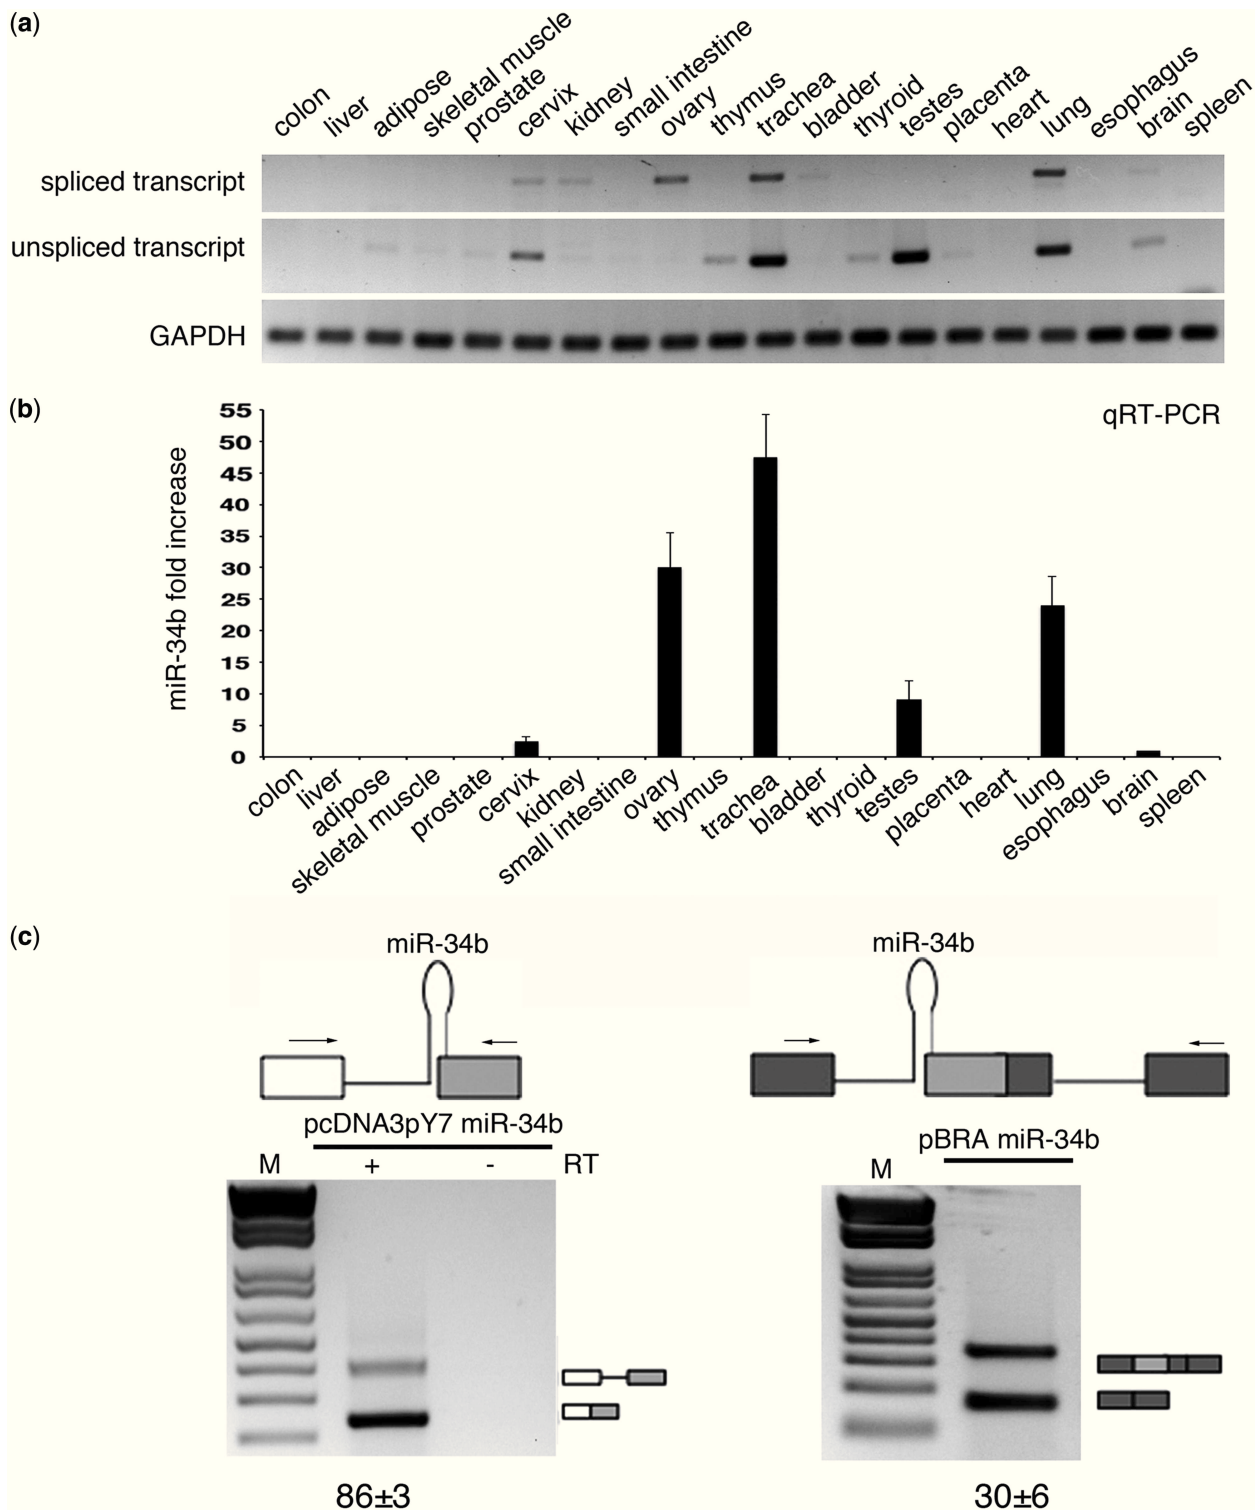 (a)
colon liver adipose skeletal muscle prostate cervix kidney small intestine ovary thymus trachea bladder thyroid testes placenta heart lung esophagus brain spleen
spliced transcript
unspliced transcript
GAPDH
(b)
qRT-PCR
miR-34b fold increase
55
50
45
40
35
30
25
20
15
10
5
0
colon liver adipose skeletal muscle prostate cervix kidney small intestine ovary thymus trachea bladder thyroid testes placenta heart lung esophagus brain spleen
(c)
miR-34b
pcDNA3pY7 miR-34b
M + - RT
86±3
miR-34b
pBRA miR-34b
M
30±6